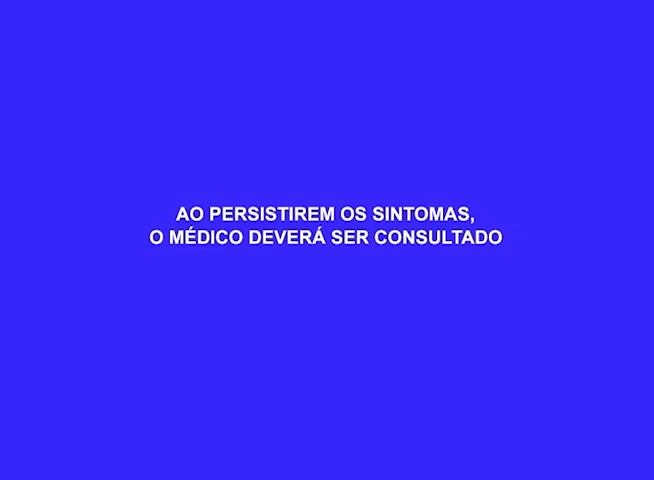 AO PERSISTIREM OS SINTOMAS,
O MÉDICO DEVERÁ SER CONSULTADO